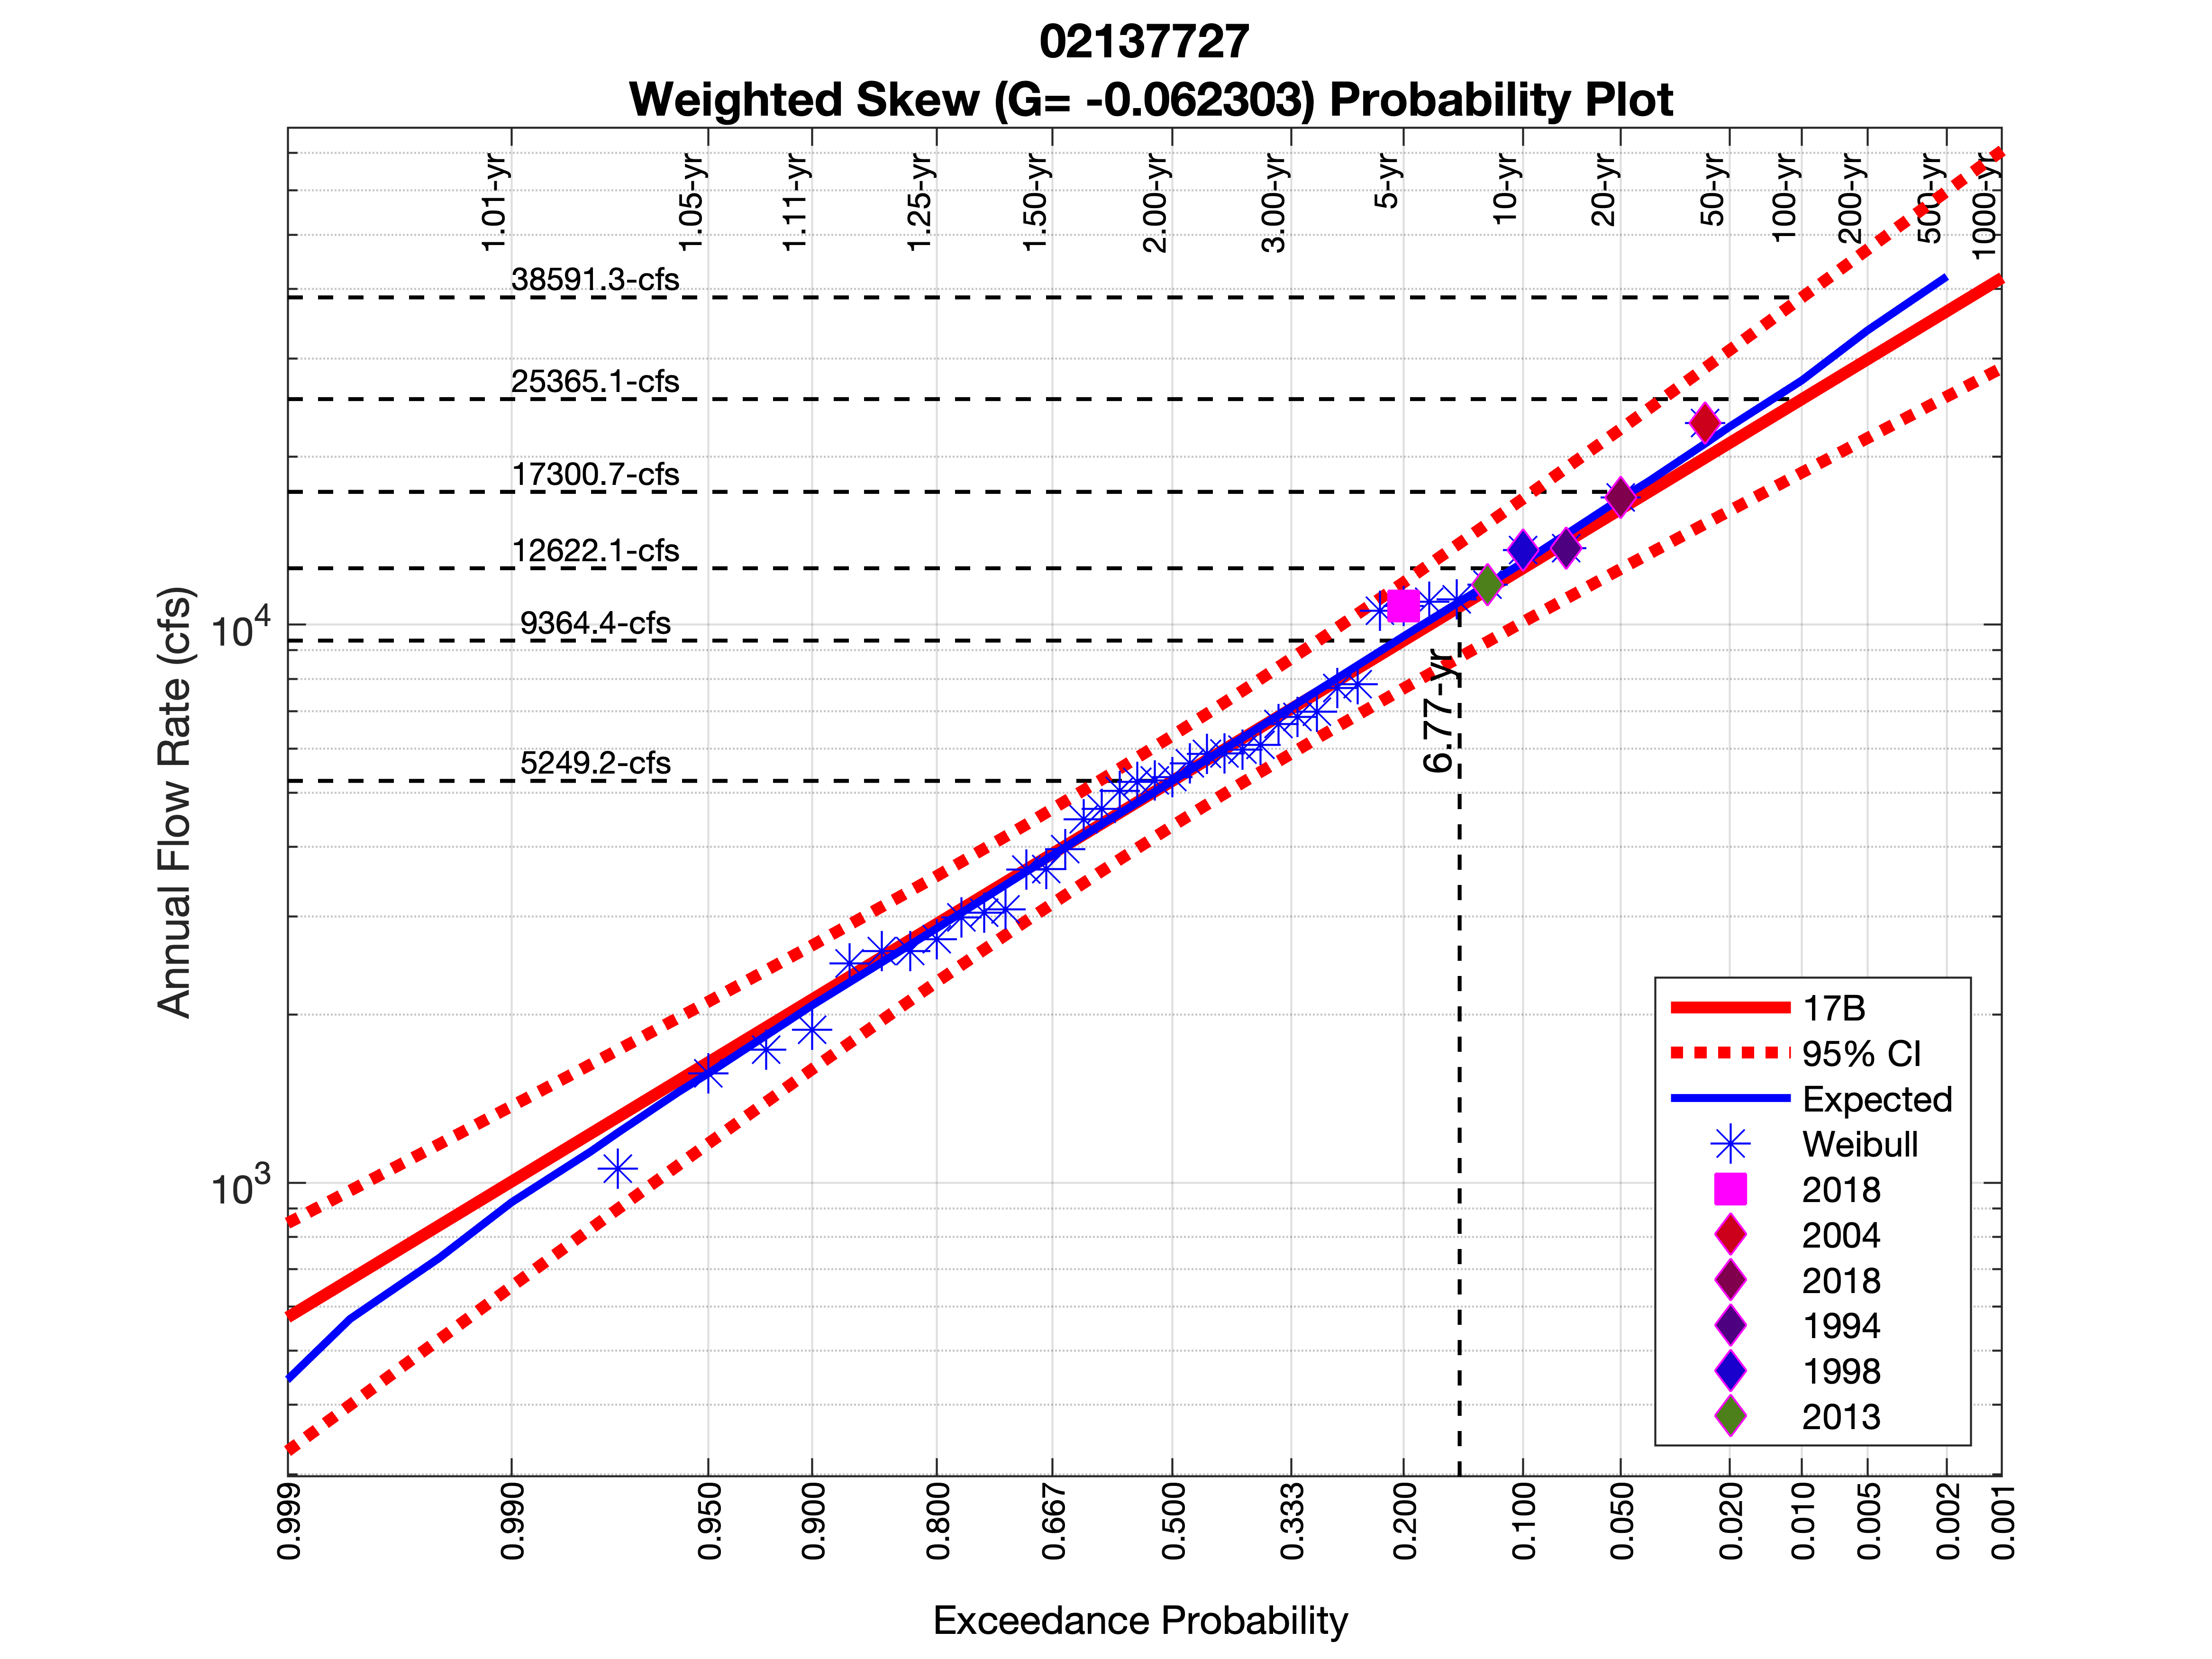 02137727
Weighted Skew (G= -0.062303) Probability Plot
1.01-yr
1.05-yr
1.11-yr
1.25-yr
1.50-yr
2.00-yr
3.00-yr
5-yr
10-yr
20-yr
50-yr
100-yr
200-yr
500-yr
1000-yr
38591.3-cfs
25365.1-cfs
17300.7-cfs
12622.1-cfs
9364.4-cfs
5249.2-cfs
6.77-yr
Annual Flow Rate (cfs)
10⁴
10³
17B
95% CI
Expected
Weibull
2018
2004
2018
1994
1998
2013
0.999
0.990
0.950
0.900
0.800
0.667
0.500
0.333
0.200
0.100
0.050
0.020
0.010
0.005
0.002
0.001
Exceedance Probability